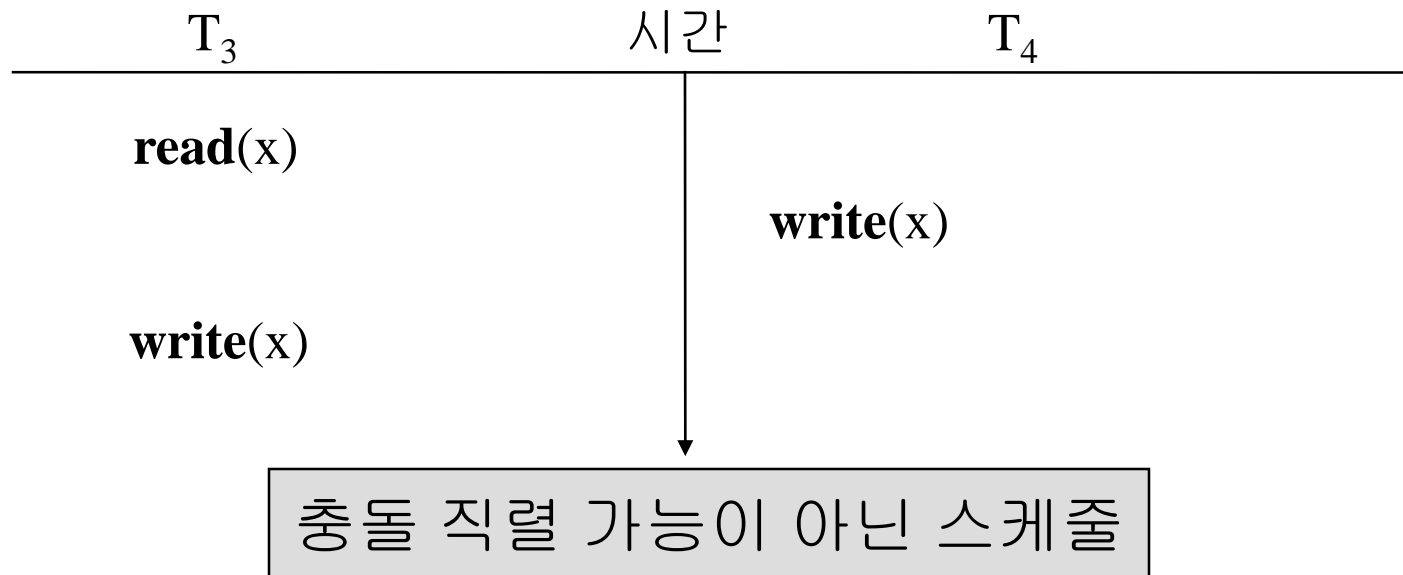 T₃ 시간 T₄
read(x)
write(x)
write(x)
충돌 직렬 가능이 아닌 스케줄